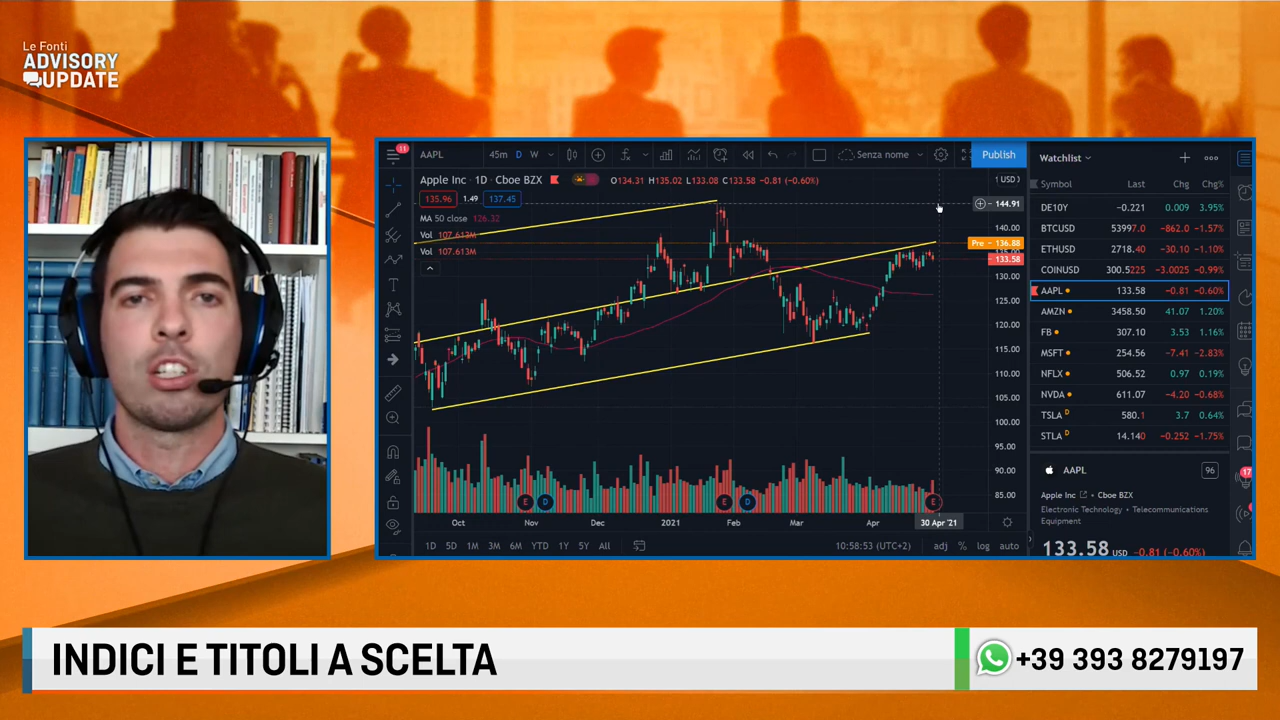 Le Fonti
ADVISORY
UPDATE
11
AAPL
45m D W
Senza nome
Publish
Apple Inc · 1D · Cboe BZX
O134.31 H135.02 L133.08 C133.58 −0.81 (−0.60%)
135.96 1.49 137.45
MA 50 close 126.32
Vol 107.613M
Vol 107.613M
USD
144.91
140.00
Pre 136.88
133.58
130.00
125.00
120.00
115.00
110.00
105.00
100.00
95.00
90.00
85.00
E D E D E
Oct Nov Dec 2021 Feb Mar Apr 30 Apr '21
1D 5D 1M 3M 6M YTD 1Y 5Y All
10:58:53 (UTC+2)
adj % log auto
Watchlist
Symbol Last Chg Chg%
DE10Y −0.221 0.009 3.95%
BTCUSD 53997.0 −862.0 −1.57%
ETHUSD 2718.40 −30.10 −1.10%
COINUSD 300.5225 −3.0025 −0.99%
AAPL 133.58 −0.81 −0.60%
AMZN 3458.50 41.07 1.20%
FB 307.10 3.53 1.16%
MSFT 254.56 −7.41 −2.83%
NFLX 506.52 0.97 0.19%
NVDA 611.07 −4.20 −0.68%
TSLA D 580.1 3.7 0.64%
STLA D 14.140 −0.252 −1.75%
AAPL
96
Apple Inc · Cboe BZX
Electronic Technology · Telecommunications
Equipment
17
133.58 USD −0.81 (−0.60%)
INDICI E TITOLI A SCELTA
+39 393 8279197